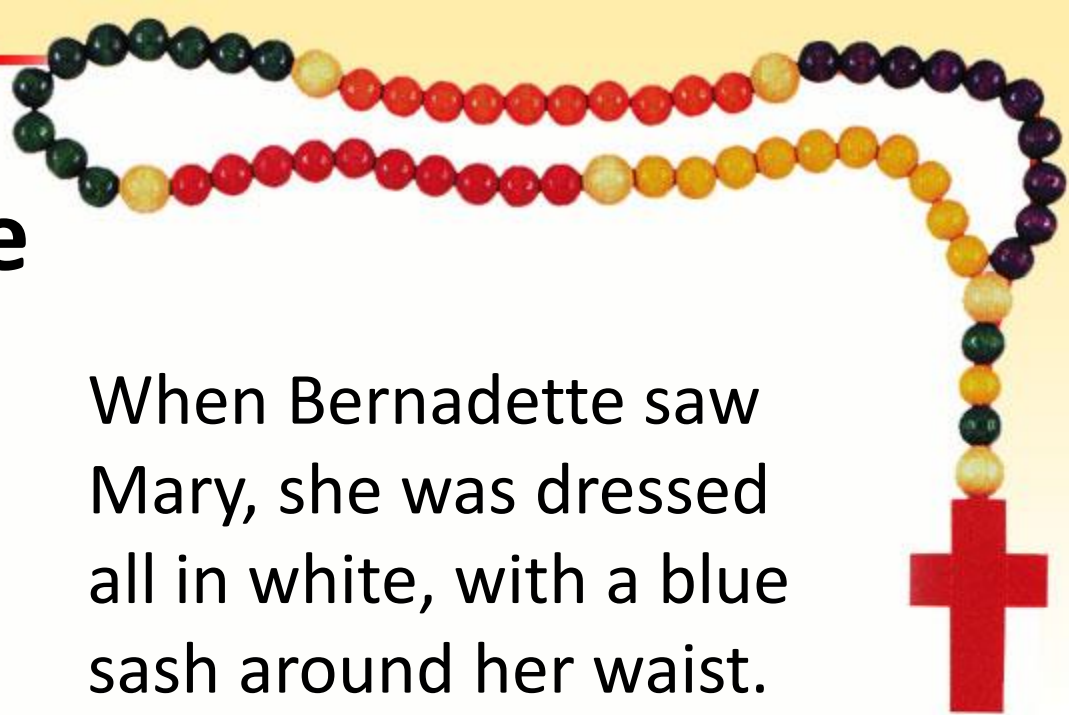 e
When Bernadette saw
Mary, she was dressed
all in white, with a blue
sash around her waist.